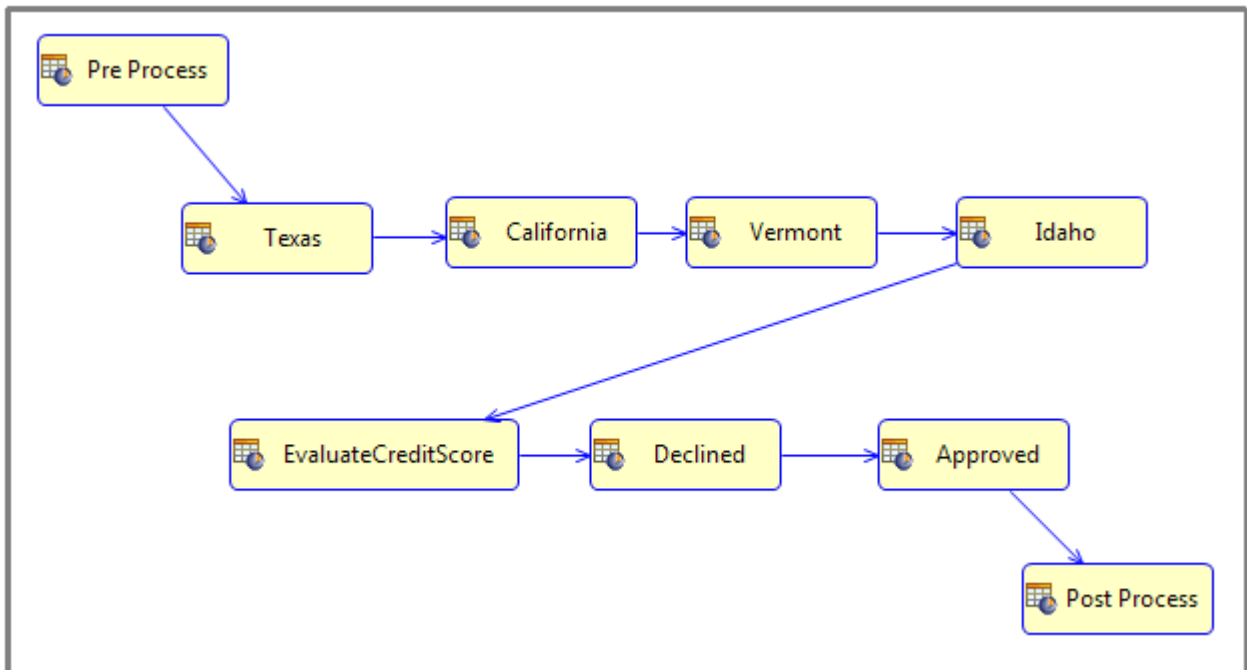 Pre Process
Texas
California
Vermont
Idaho
EvaluateCreditScore
Declined
Approved
Post Process